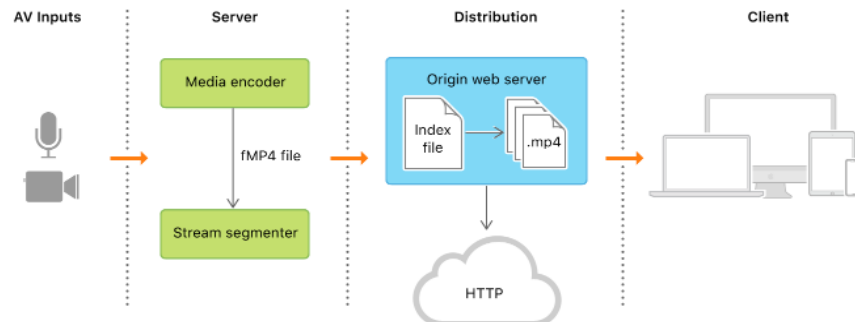 AV Inputs
Server
Distribution
Client
Media encoder
fMP4 file
Stream segmenter
Origin web server
Index
file
.mp4
HTTP